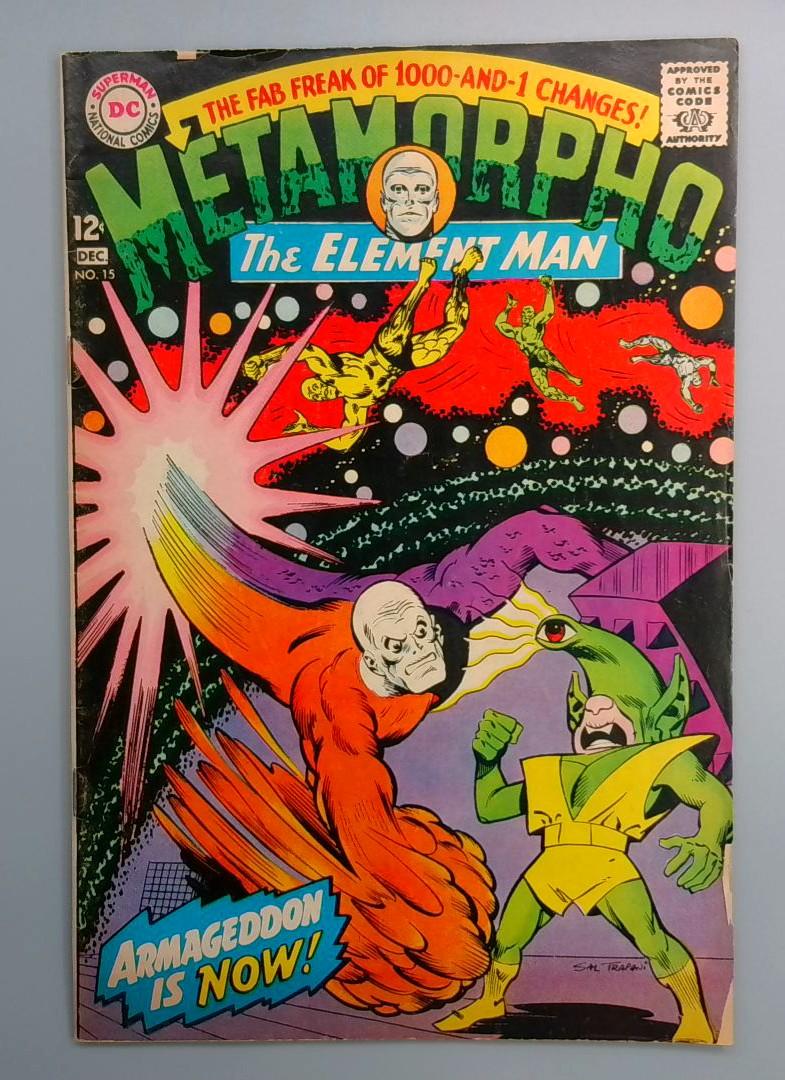 SUPERMAN
DC
NATIONAL COMICS
THE FAB FREAK OF 1000-AND-1 CHANGES!
APPROVED
BY THE
COMICS
CODE
CA
AUTHORITY
METAMORPHO
12¢
DEC.
NO. 15
THE ELEMENT MAN
ARMAGEDDON
IS NOW!
SAL TRAPANI